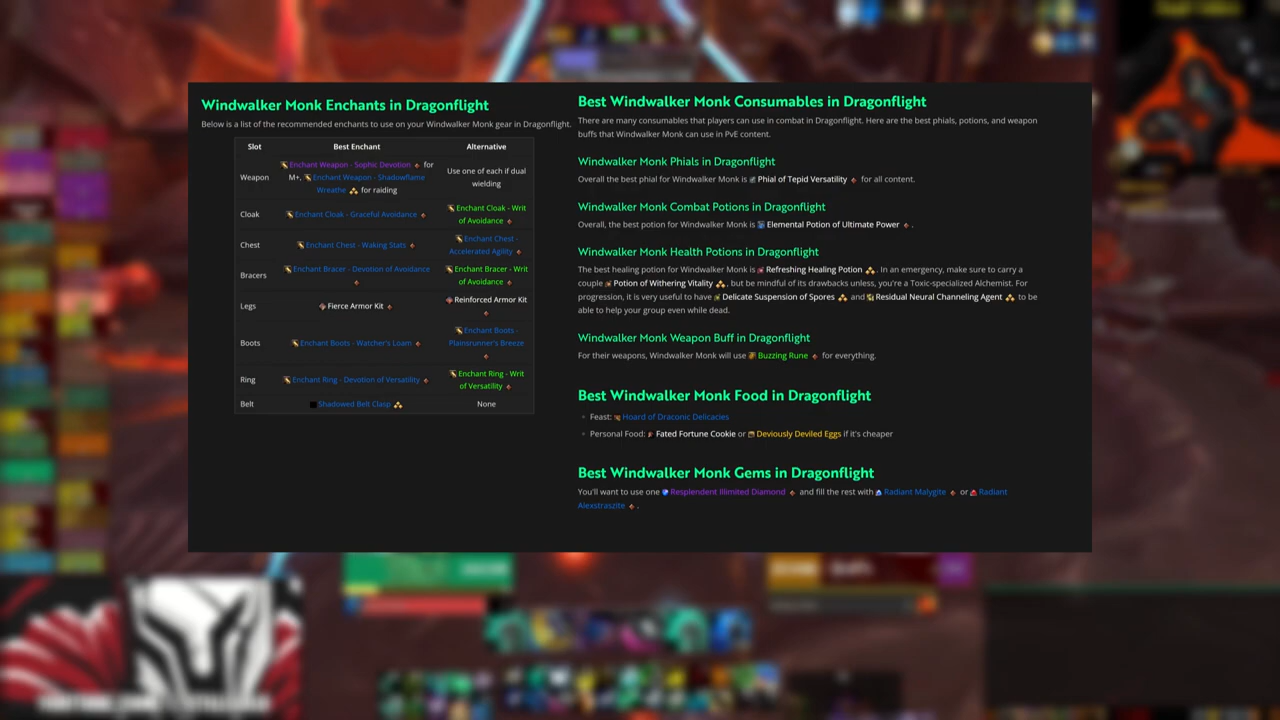 Windwalker Monk Enchants in Dragonflight
Below is a list of the recommended enchants to use on your Windwalker Monk gear in Dragonflight.
Slot Best Enchant Alternative
Weapon
Enchant Weapon - Sophic Devotion for
M+, Enchant Weapon - Shadowflame
Wreathe for raiding
Use one of each if dual
wielding
Cloak
Enchant Cloak - Graceful Avoidance
Enchant Cloak - Writ
of Avoidance
Chest
Enchant Chest - Waking Stats
Enchant Chest -
Accelerated Agility
Bracers
Enchant Bracer - Devotion of Avoidance
Enchant Bracer - Writ
of Avoidance
Legs
Fierce Armor Kit
Reinforced Armor Kit
Boots
Enchant Boots - Watcher's Loam
Enchant Boots -
Plainsrunner's Breeze
Ring
Enchant Ring - Devotion of Versatility
Enchant Ring - Writ
of Versatility
Belt
Shadowed Belt Clasp
None
Best Windwalker Monk Consumables in Dragonflight
There are many consumables that players can use in combat in Dragonflight. Here are the best phials, potions, and weapon
buffs that Windwalker Monk can use in PvE content.
Windwalker Monk Phials in Dragonflight
Overall the best phial for Windwalker Monk is Phial of Tepid Versatility for all content.
Windwalker Monk Combat Potions in Dragonflight
Overall, the best potion for Windwalker Monk is Elemental Potion of Ultimate Power .
Windwalker Monk Health Potions in Dragonflight
The best healing potion for Windwalker Monk is Refreshing Healing Potion . In an emergency, make sure to carry a
couple Potion of Withering Vitality , but be mindful of its drawbacks unless, you're a Toxic-specialized Alchemist. For
progression, it is very useful to have Delicate Suspension of Spores and Residual Neural Channeling Agent to be
able to help your group even while dead.
Windwalker Monk Weapon Buff in Dragonflight
For their weapons, Windwalker Monk will use Buzzing Rune for everything.
Best Windwalker Monk Food in Dragonflight
Feast: Hoard of Draconic Delicacies
Personal Food: Fated Fortune Cookie or Deviously Deviled Eggs if it's cheaper
Best Windwalker Monk Gems in Dragonflight
You'll want to use one Resplendent Illimited Diamond and fill the rest with Radiant Malygite or Radiant
Alexstraszite .